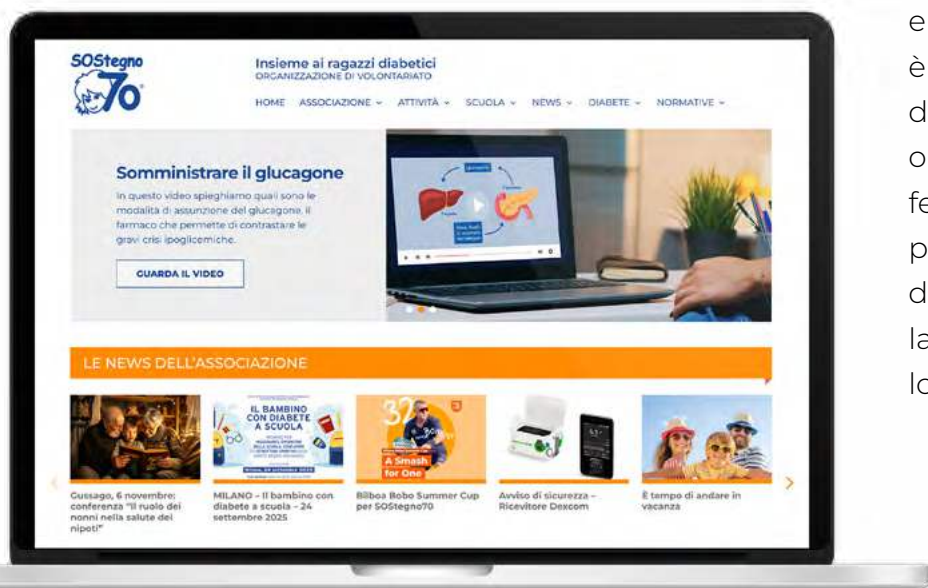 SOStegno
70
Insieme ai ragazzi diabetici
ORGANIZZAZIONE DI VOLONTARIATO
HOME ASSOCIAZIONE ATTIVITÀ SCUOLA NEWS DIABETE NORMATIVE
Somministrare il glucagone
In questo video spieghiamo quali sono le
modalità di assunzione del glucagone, il
farmaco che permette di contrastare le
gravi crisi ipoglicemiche.
GUARDA IL VIDEO
LE NEWS DELL'ASSOCIAZIONE
IL BAMBINO
CON DIABETE
A SCUOLA
32
A Smash
for One
Gussago, 6 novembre:
conferenza "Il ruolo dei
nonni nella salute dei
nipoti"
MILANO – Il bambino con
diabete a scuola – 24
settembre 2025
Bilboa Bobo Summer Cup
per SOStegno70
Avviso di sicurezza –
Ricevitore Dexcom
È tempo di andare in
vacanza
e
è
d
o
fe
p
d
la
lo